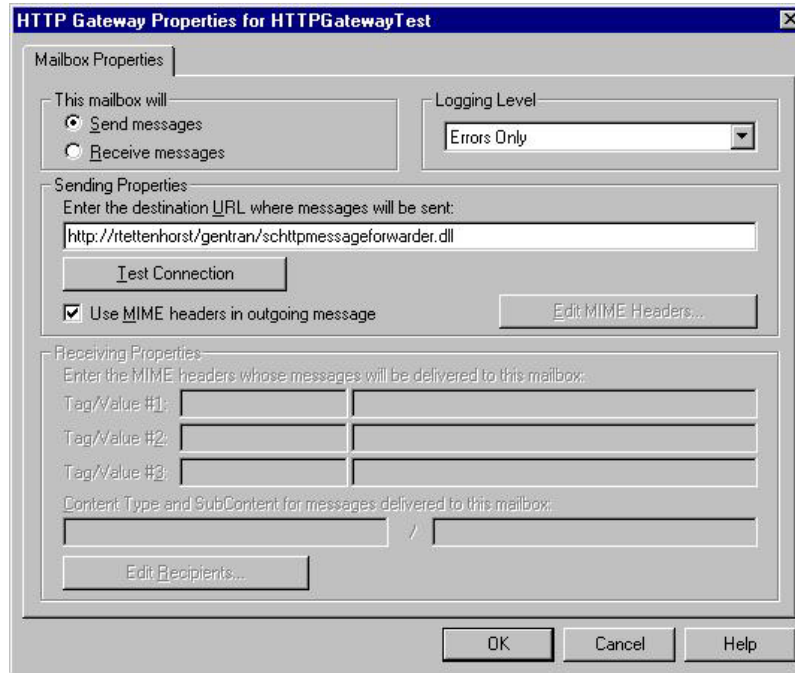 HTTP Gateway Properties for HTTPGatewayTest
Mailbox Properties
This mailbox will
Send messages
Receive messages
Logging Level
Errors Only
Sending Properties
Enter the destination URL where messages will be sent:
http://rtettenhorst/gentran/schttpmessageforwarder.dll
Test Connection
Use MIME headers in outgoing message
Edit MIME Headers...
Receiving Properties
Enter the MIME headers whose messages will be delivered to this mailbox:
Tag/Value #1:
Tag/Value #2:
Tag/Value #3:
Content Type and SubContent for messages delivered to this mailbox:
/
Edit Recipients...
OK Cancel Help